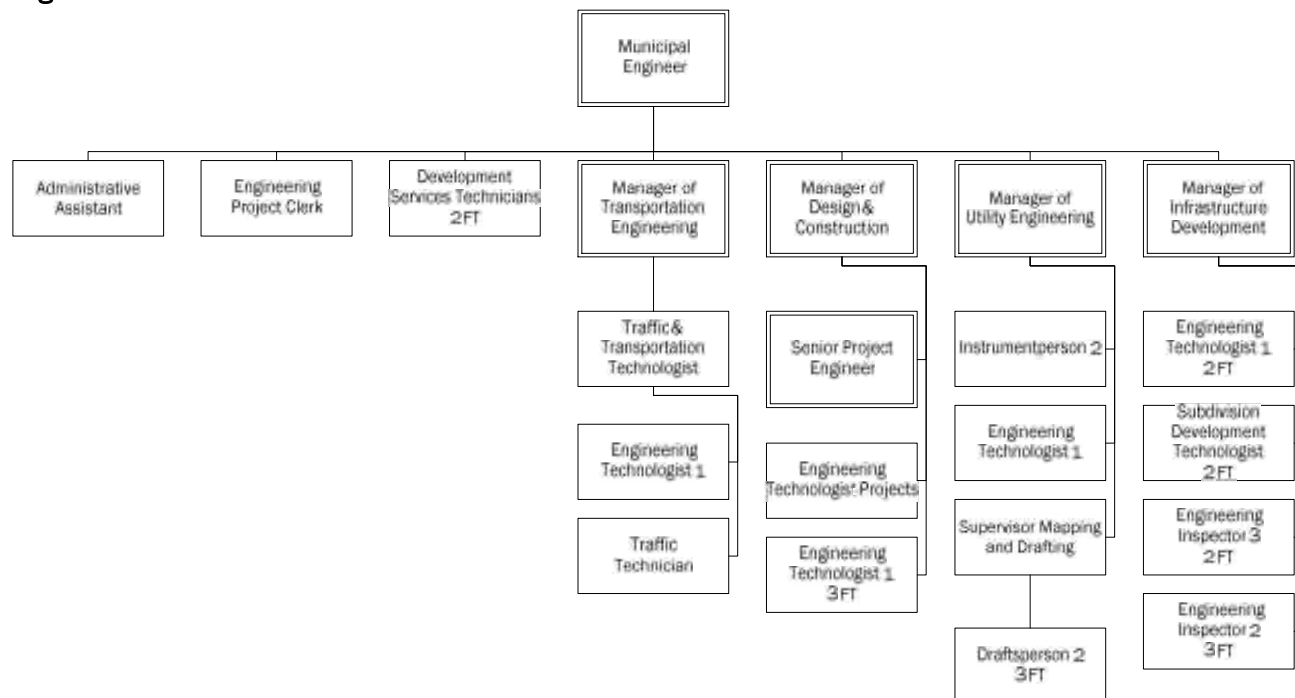 Municipal
Engineer
Administrative
Assistant
Engineering
Project Clerk
Development
Services Technicians
2FT
Manager of
Transportation
Engineering
Manager of
Design &
Construction
Manager of
Utility Engineering
Manager of
Infrastructure
Development
Traffic &
Transportation
Technologist
Senior Project
Engineer
Instrumentperson 2
Engineering
Technologist 1
2FT
Engineering
Technologist 1
Engineering
Technologist Projects
Engineering
Technologist 1
Subdivision
Development
Technologist
2FT
Traffic
Technician
Engineering
Technologist 1
3FT
Supervisor Mapping
and Drafting
Engineering
Inspector 3
2FT
Draftsperson 2
3FT
Engineering
Inspector 2
3FT